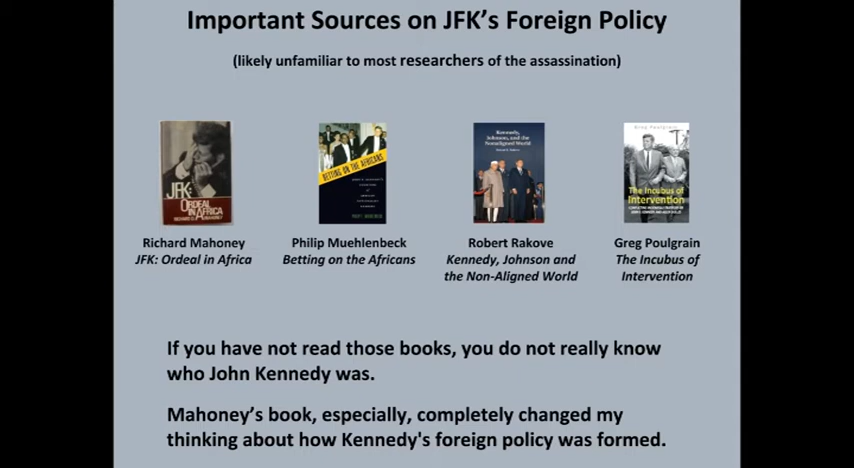 Important Sources on JFK's Foreign Policy
(likely unfamiliar to most researchers of the assassination)
JFK:
ORDEAL
IN AFRICA
RICHARD D. MAHONEY
BETTING ON THE AFRICANS
Kennedy,
Johnson, and the
Nonaligned World
Greg Poulgrain
The Incubus of
Intervention
Richard Mahoney
JFK: Ordeal in Africa
Philip Muehlenbeck
Betting on the Africans
Robert Rakove
Kennedy, Johnson and
the Non-Aligned World
Greg Poulgrain
The Incubus of
Intervention
If you have not read those books, you do not really know
who John Kennedy was.
Mahoney's book, especially, completely changed my
thinking about how Kennedy's foreign policy was formed.